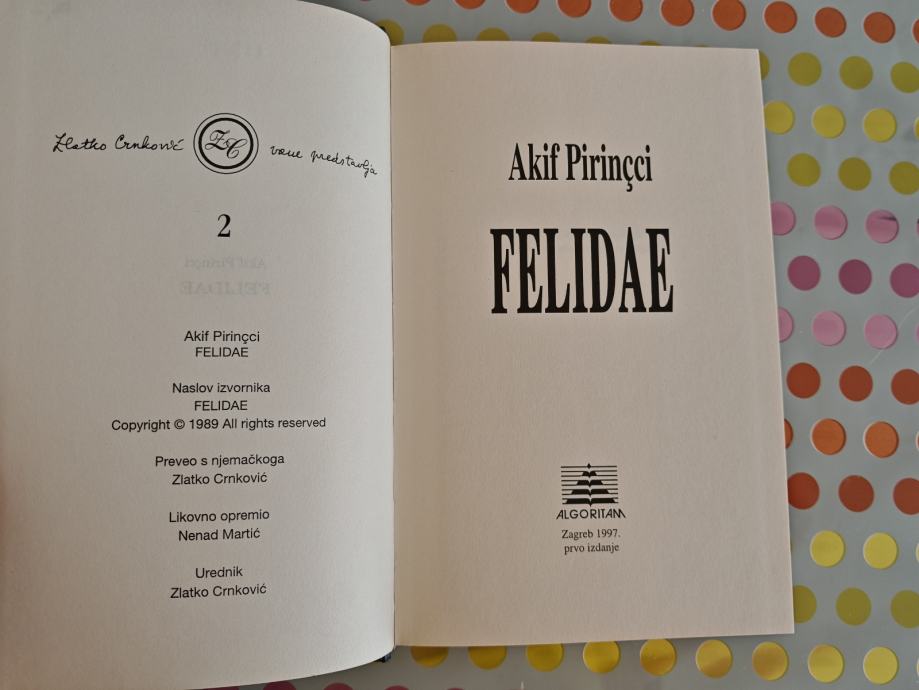 Zlatko Crnković ZC vam predstavlja
2
Akif Pirinçci
FELIDAE
Naslov izvornika
FELIDAE
Copyright © 1989 All rights reserved
Preveo s njemačkoga
Zlatko Crnković
Likovno opremio
Nenad Martić
Urednik
Zlatko Crnković
Akif Pirinçci
FELIDAE
ALGORITAM
Zagreb 1997.
prvo izdanje